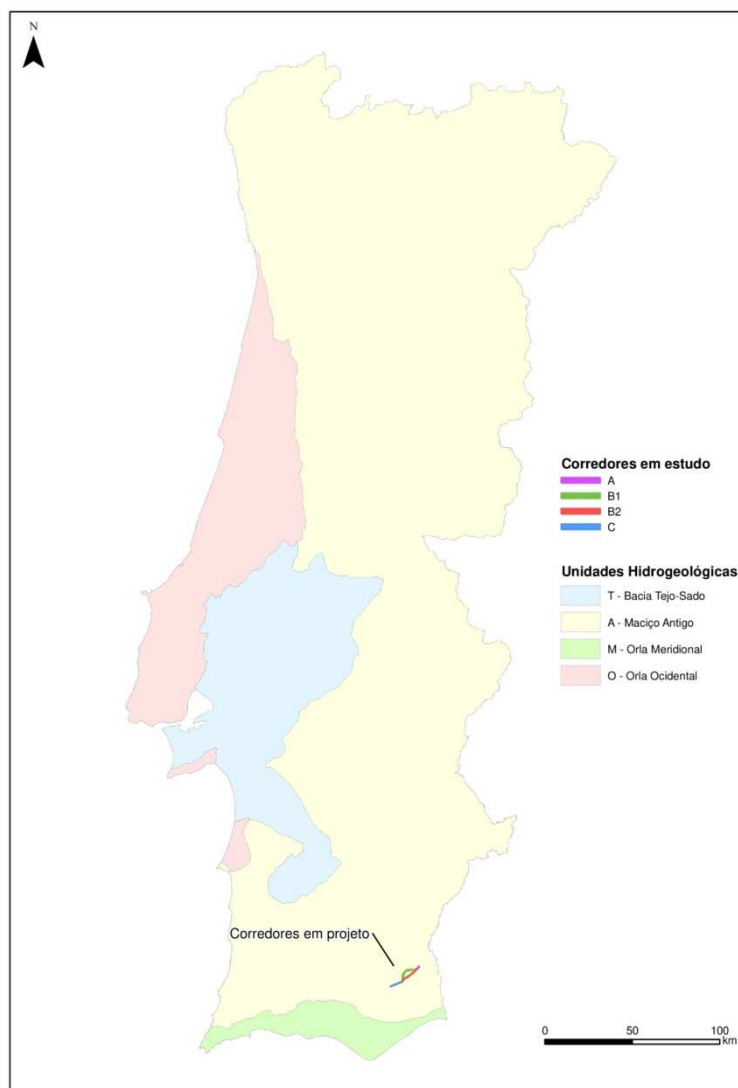 N
Corredores em estudo
A
B1
B2
C
Unidades Hidrogeológicas
T - Bacia Tejo-Sado
A - Maciço Antigo
M - Orla Meridional
O - Orla Ocidental
Corredores em projeto
0 50 100
km